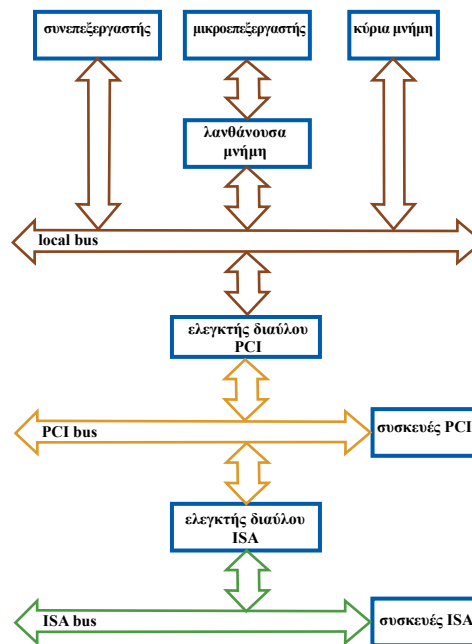 συνεπεξεργαστής
μικροεπεξεργαστής
κύρια μνήμη
λανθάνουσα
μνήμη
local bus
ελεγκτής διαύλου
PCI
PCI bus
συσκευές PCI
ελεγκτής διαύλου
ISA
ISA bus
συσκευές ISA